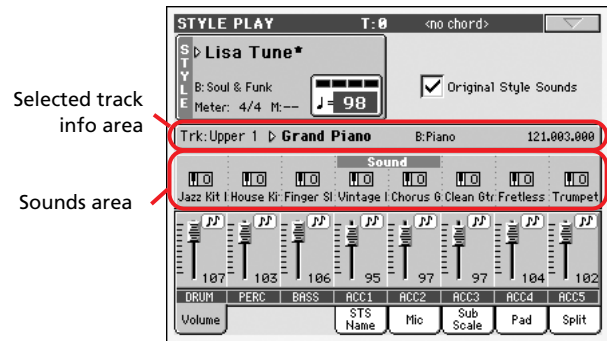 STYLE PLAY T:0 <no chord>
STYLE
Lisa Tune*
B: Soul & Funk
Meter: 4/4 M:-- ♩= 98
Original Style Sounds
Selected track
info area
Trk:Upper 1 Grand Piano B:Piano 121.003.000
Sounds area
Sound
Jazz Kit House Ki Finger Sl Vintage Chorus G Clean Gtr Fretless Trumpet
107 103 106 95 97 97 104 102
DRUM PERC BASS ACC1 ACC2 ACC3 ACC4 ACC5
Volume STS Name Mic Sub Scale Pad Split